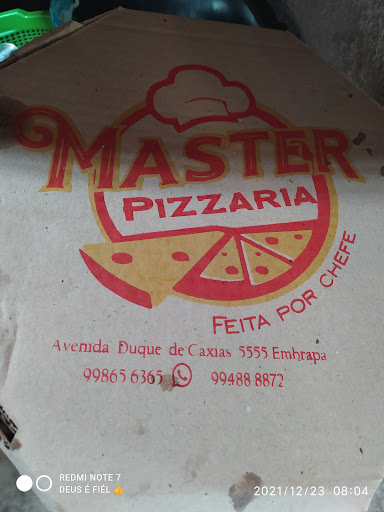 MASTER
PIZZARIA
FEITA POR CHEFE
Avenida Duque de Caxias 5555 Embrapa
99865 6365 99488 8872
REDMI NOTE 7
DEUS É FIÉL 👍
2021/12/23 08:04